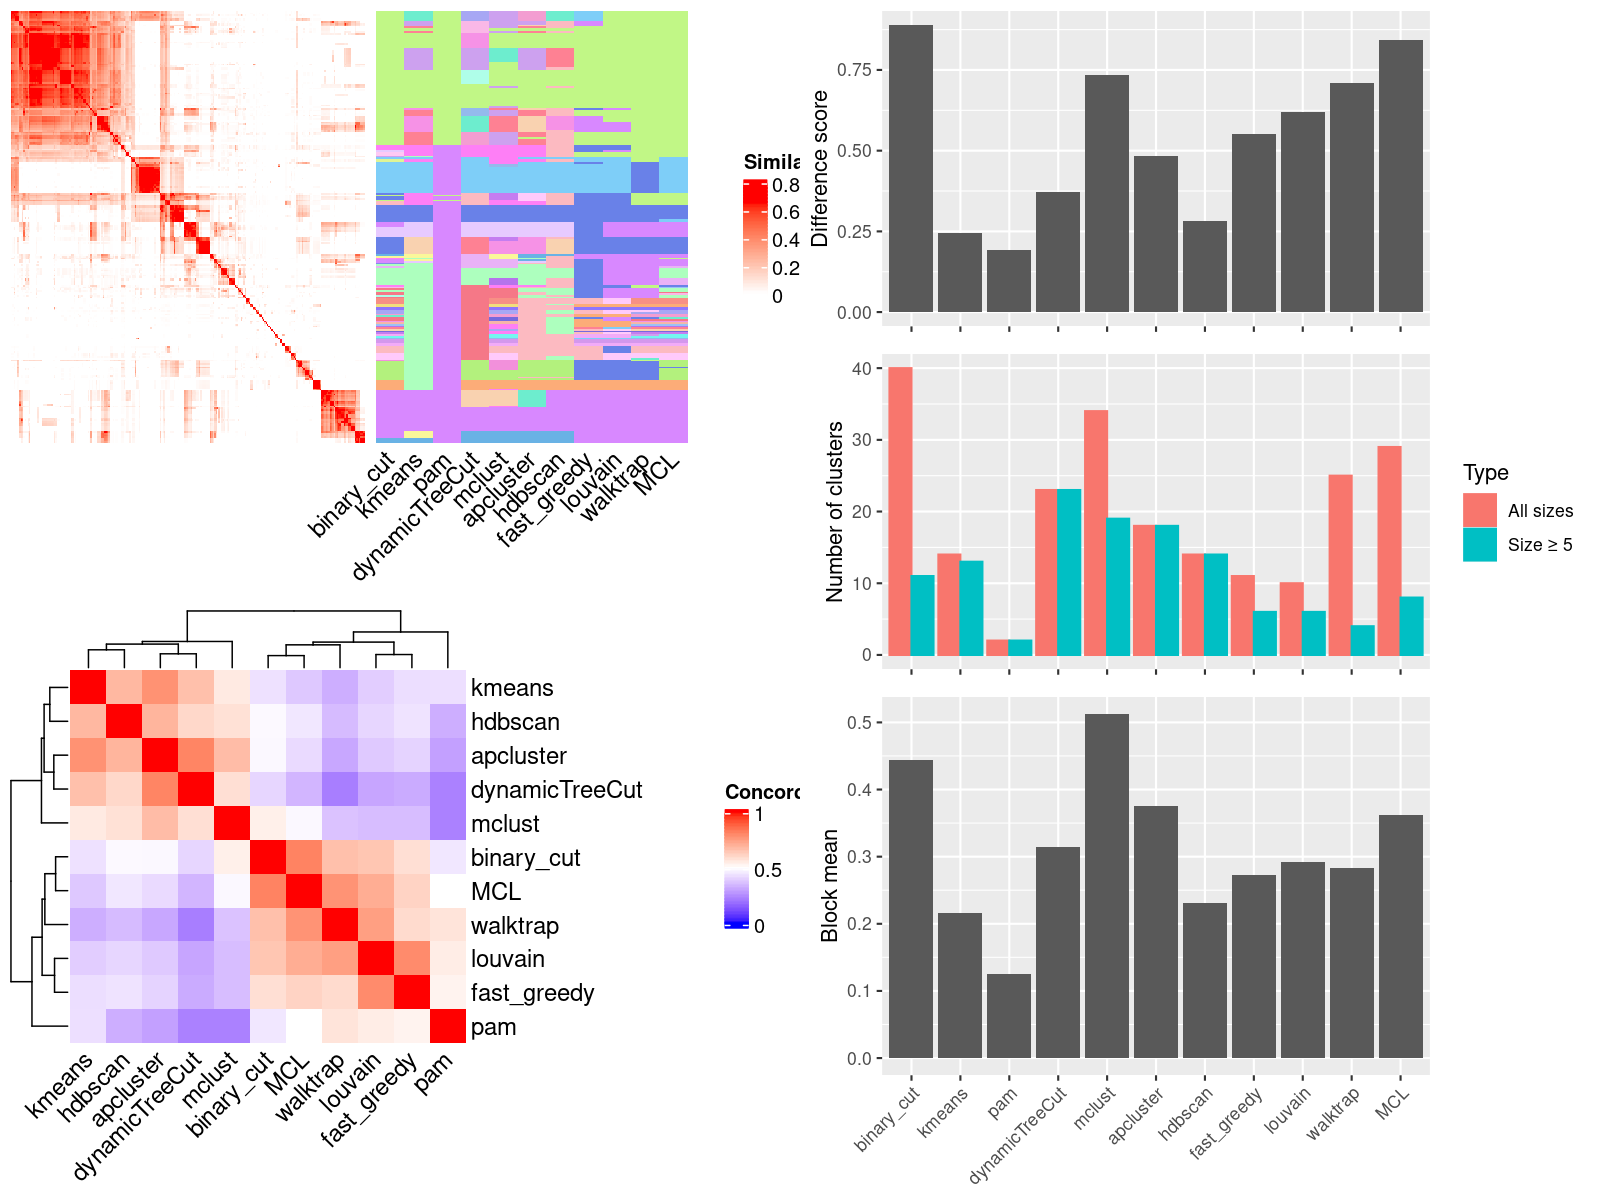 Simila
0.8
0.6
0.4
0.2
0
binary_cut
kmeans
pam
dynamicTreeCut
mclust
apcluster
hdbscan
fast_greedy
louvain
walktrap
MCL
Difference score
0.75
0.50
0.25
0.00
Number of clusters
40
30
20
10
0
Type
All sizes
Size ≥ 5
kmeans
hdbscan
apcluster
dynamicTreeCut
mclust
binary_cut
MCL
walktrap
louvain
fast_greedy
pam
kmeans
hdbscan
apcluster
dynamicTreeCut
mclust
binary_cut
MCL
walktrap
louvain
fast_greedy
pam
Concord
1
0.5
0
Block mean
0.5
0.4
0.3
0.2
0.1
0.0
binary_cut
kmeans
pam
dynamicTreeCut
mclust
apcluster
hdbscan
fast_greedy
louvain
walktrap
MCL